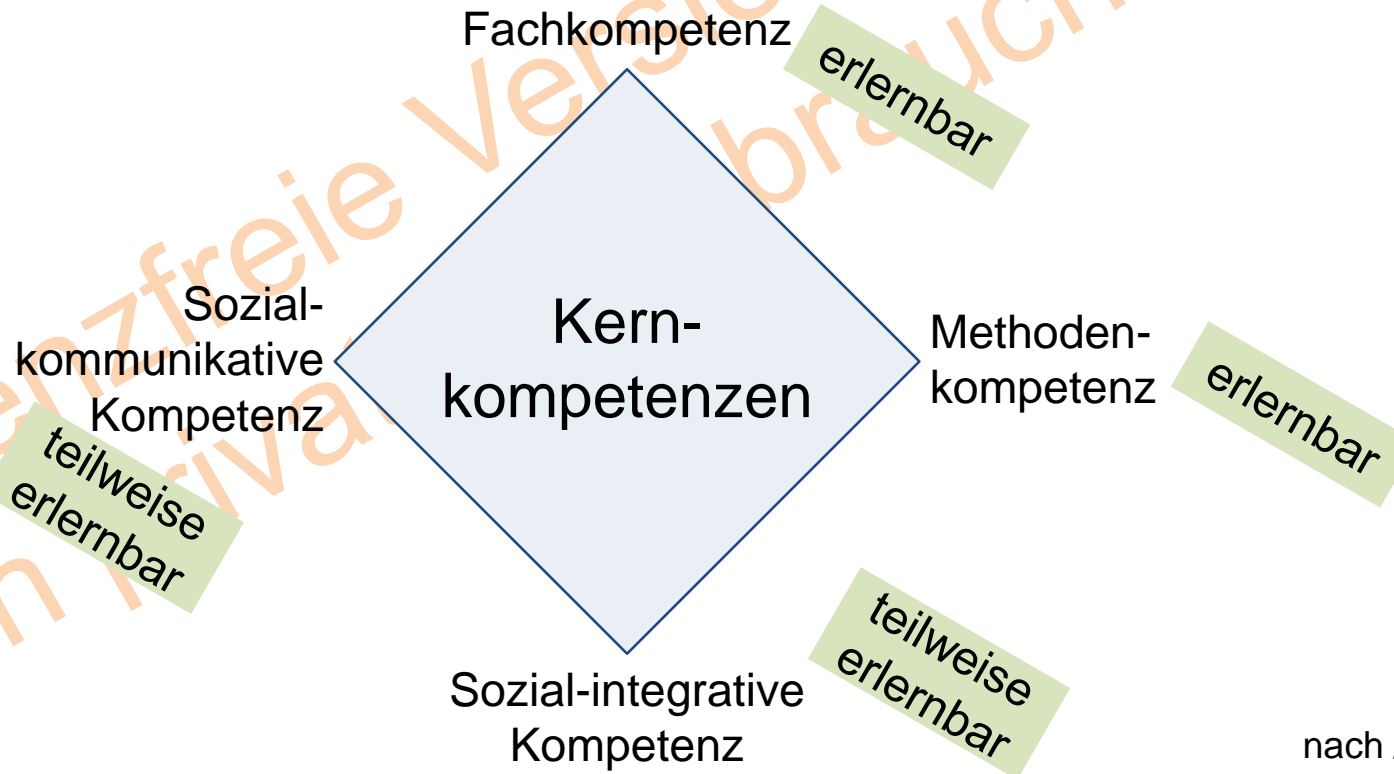 Fachkompetenz
erlernbar
Sozial-
kommunikative
Kompetenz
teilweise
erlernbar
Kern-
kompetenzen
Methoden-
kompetenz
erlernbar
Sozial-integrative
Kompetenz
teilweise
erlernbar
nach